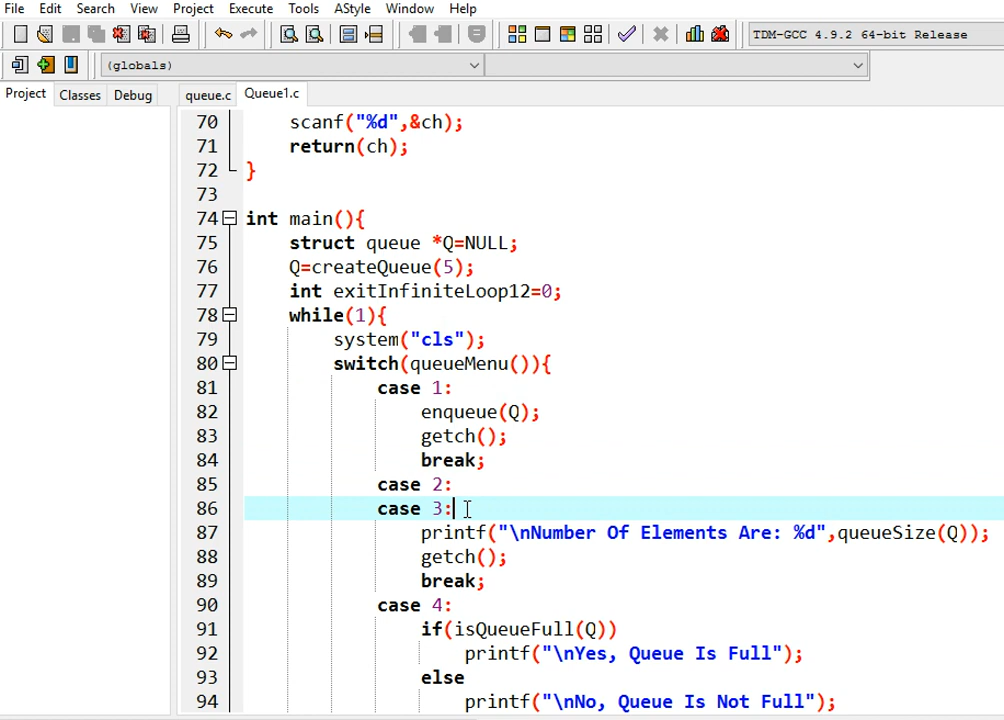 File Edit Search View Project Execute Tools AStyle Window Help
TDM-GCC 4.9.2 64-bit Release
(globals)
Project Classes Debug queue.c Queue1.c
70 scanf("%d",&ch);
71 return(ch);
72 }
73
74 int main(){
75 struct queue *Q=NULL;
76 Q=createQueue(5);
77 int exitInfiniteLoop12=0;
78 while(1){
79 system("cls");
80 switch(queueMenu()){
81 case 1:
82 enqueue(Q);
83 getch();
84 break;
85 case 2:
86 case 3:
87 printf("\nNumber Of Elements Are: %d",queueSize(Q));
88 getch();
89 break;
90 case 4:
91 if(isQueueFull(Q))
92 printf("\nYes, Queue Is Full");
93 else
94 printf("\nNo, Queue Is Not Full");